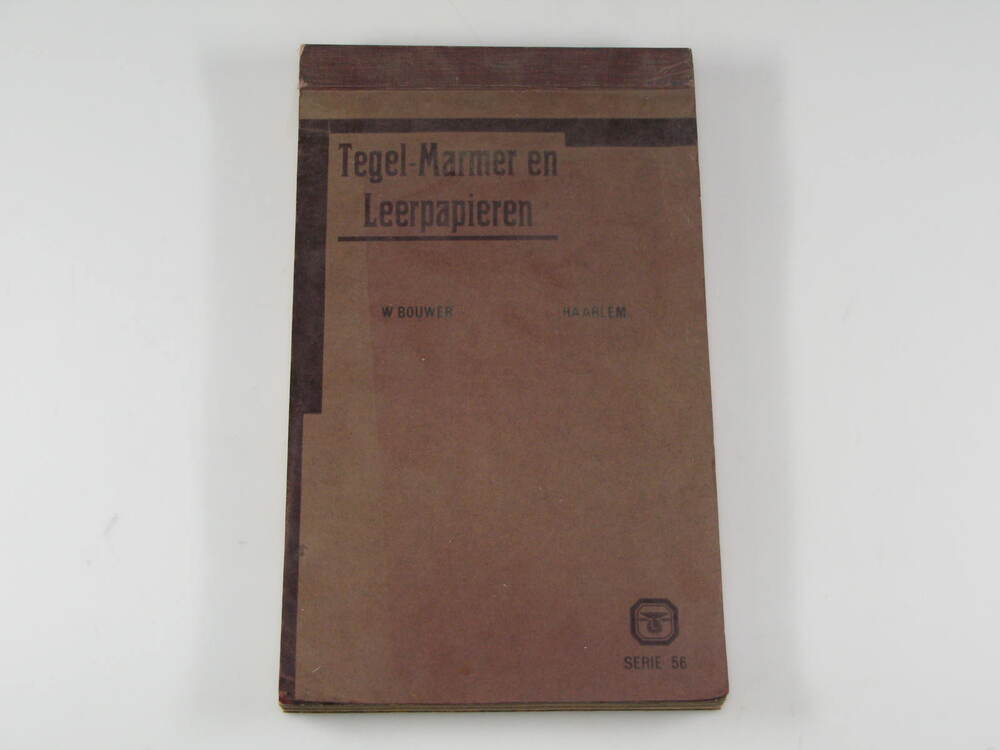 Tegel-Marmer en
Leerpapieren
W BOUWER HAARLEM
SERIE 56